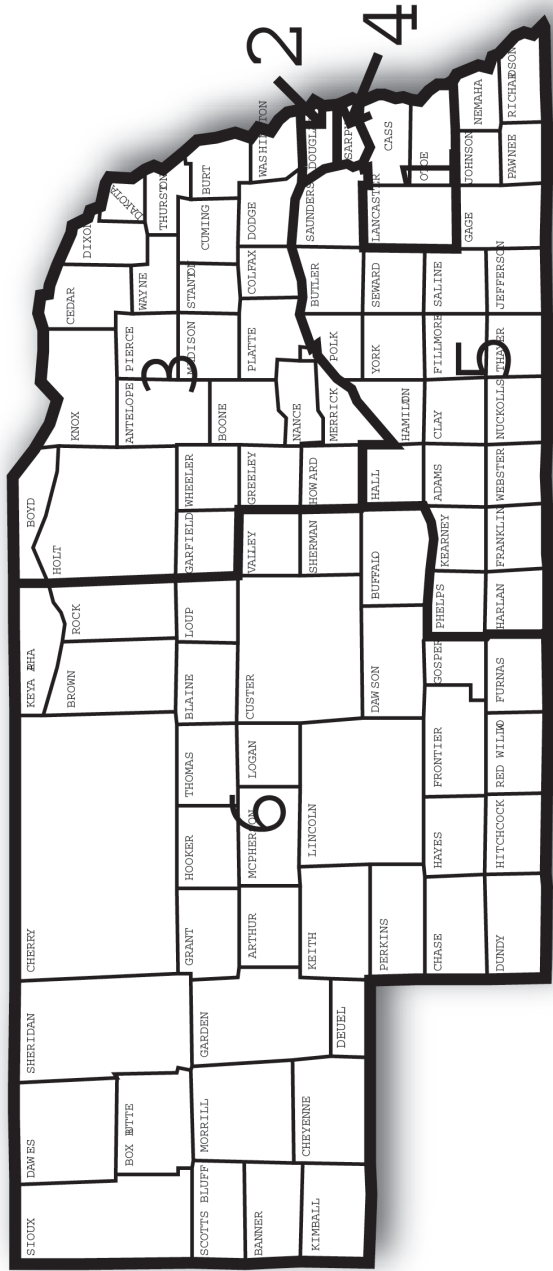 SIOUX
DAWES
SHERIDAN
CHERRY
KEYA PAHA
BOYD
HOLT
KNOX
CEDAR
DIXON
DAKOTA
BROWN
ROCK
BOX BUTTE
ANTELOPE
PIERCE
WAYNE
THURSTON
3
SCOTTS BLUFF
MORRILL
GARDEN
GRANT
HOOKER
THOMAS
BLAINE
LOUP
GARFIELD
WHEELER
BOONE
MADISON
STANTON
CUMING
BURT
BANNER
ARTHUR
MCPHERSON
LOGAN
CUSTER
VALLEY
GREELEY
PLATTE
COLFAX
DODGE
WASHINGTON
6
2
KIMBALL
CHEYENNE
DEUEL
KEITH
LINCOLN
SHERMAN
HOWARD
NANCE
MERRICK
POLK
BUTLER
SAUNDERS
DOUGLAS
SARPY
4
PERKINS
DAWSON
BUFFALO
HALL
HAMILTON
YORK
SEWARD
LANCASTER
CASS
OTOE
CHASE
HAYES
FRONTIER
GOSPER
PHELPS
KEARNEY
ADAMS
CLAY
FILLMORE
SALINE
GAGE
JOHNSON
NEMAHA
5
DUNDY
HITCHCOCK
RED WILLOW
FURNAS
HARLAN
FRANKLIN
WEBSTER
NUCKOLLS
THAYER
JEFFERSON
PAWNEE
RICHARDSON